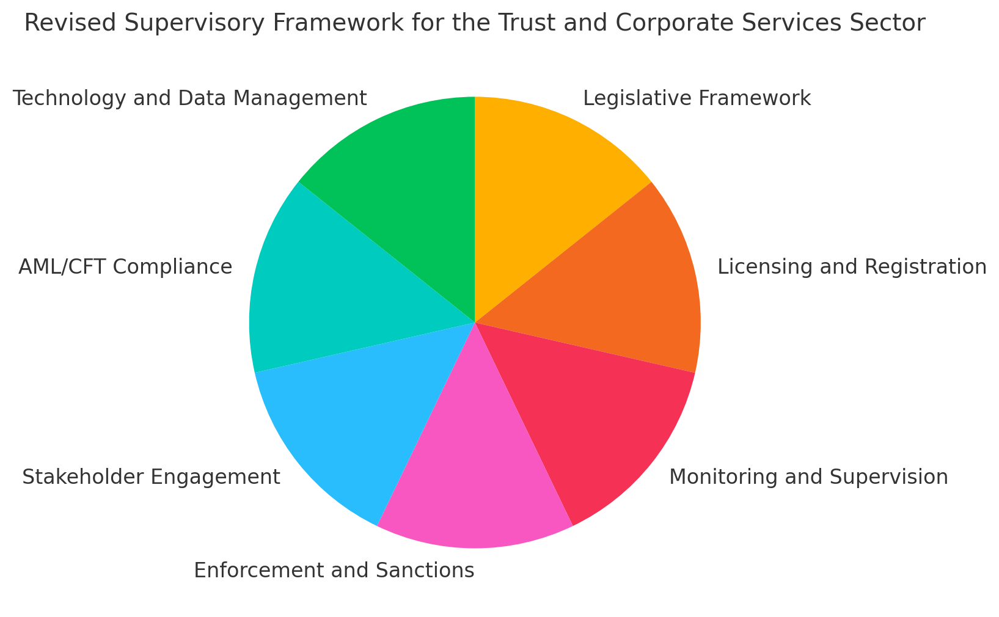 Revised Supervisory Framework for the Trust and Corporate Services Sector
Technology and Data Management
Legislative Framework
AML/CFT Compliance
Licensing and Registration
Stakeholder Engagement
Monitoring and Supervision
Enforcement and Sanctions